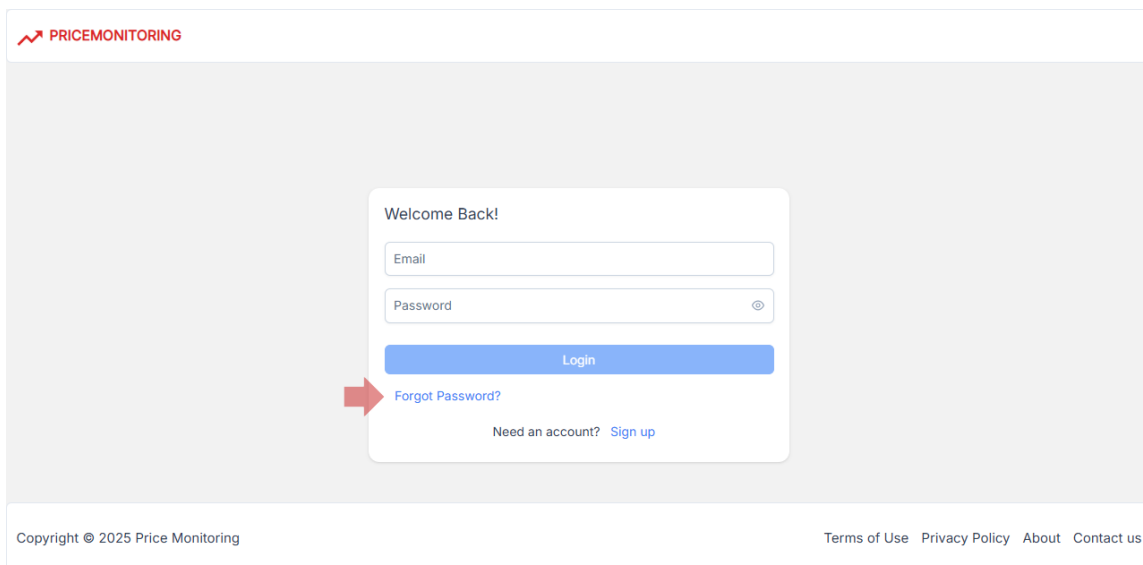 PRICEMONITORING
Welcome Back!
Email
Password
Login
Forgot Password?
Need an account? Sign up
Copyright © 2025 Price Monitoring
Terms of Use Privacy Policy About Contact us